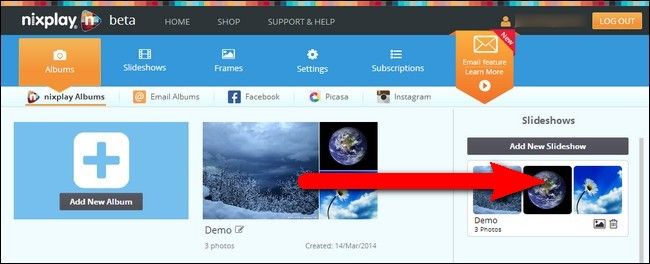 nixplay n beta HOME SHOP SUPPORT & HELP LOG OUT
New
Albums Slideshows Frames Settings Subscriptions Email feature
Learn More
nixplay Albums @ Email Albums Facebook Picasa Instagram
Slideshows
Add New Slideshow
Add New Album
Demo
3 photos Created: 14/Mar/2014
Demo
3 Photos